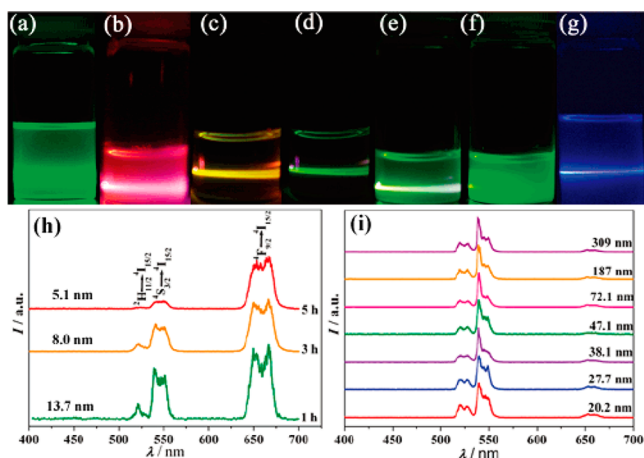 (a) (b) (c) (d) (e) (f) (g)
(h)
I / a.u.
²H₁₁/₂→⁴I₁₅/₂
⁴S₃/₂→⁴I₁₅/₂
⁴F₉/₂→⁴I₁₅/₂
5.1 nm 5 h
8.0 nm 3 h
13.7 nm 1 h
400 450 500 550 600 650 700
λ / nm
(i)
I / a.u.
309 nm
187 nm
72.1 nm
47.1 nm
38.1 nm
27.7 nm
20.2 nm
400 450 500 550 600 650 700
λ / nm